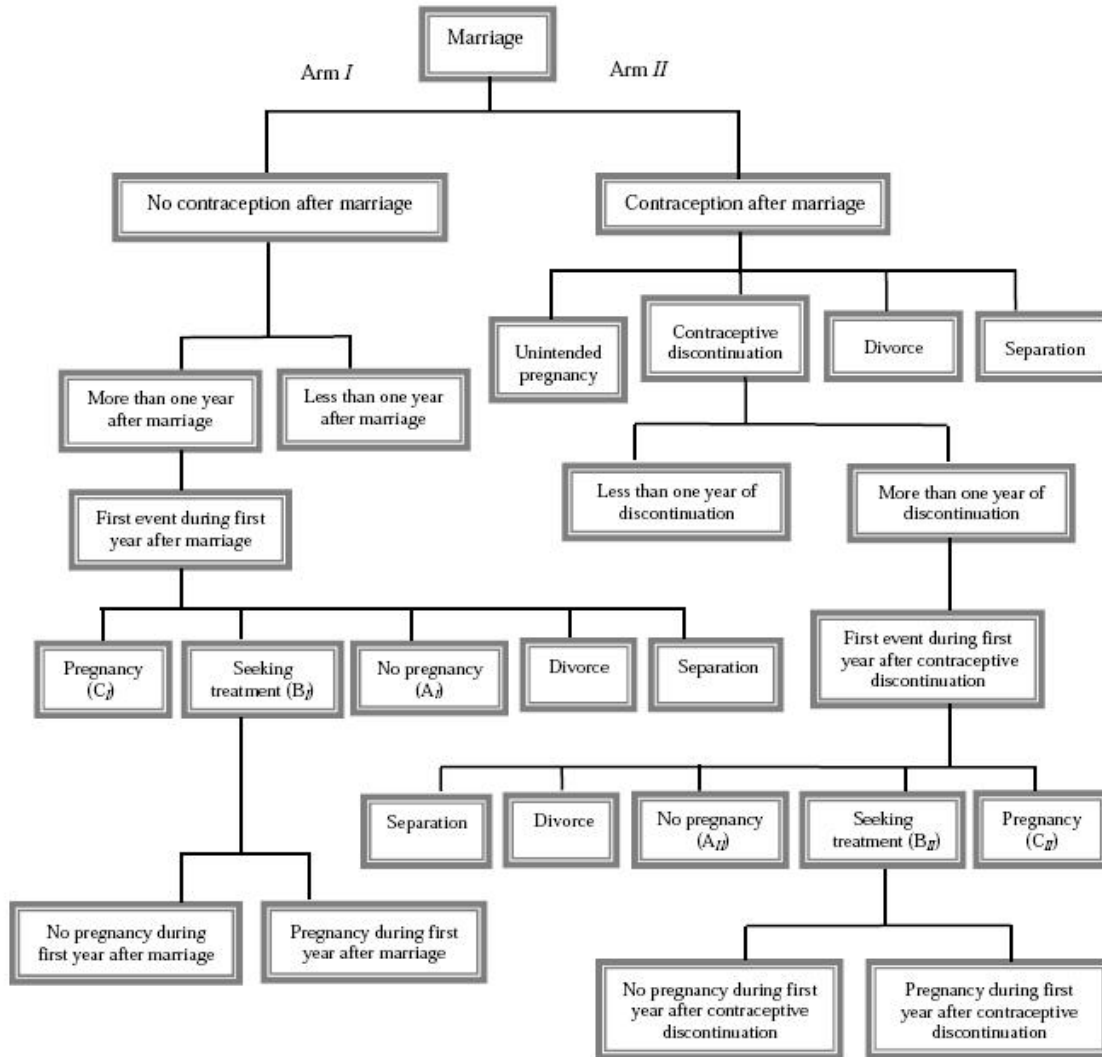 Marriage
Arm I
Arm II
No contraception after marriage
Contraception after marriage
Unintended
pregnancy
Contraceptive
discontinuation
Divorce
Separation
More than one year
after marriage
Less than one year
after marriage
Less than one year of
discontinuation
More than one year of
discontinuation
First event during first
year after marriage
Pregnancy
(C_I)
Seeking
treatment (B_I)
No pregnancy
(A_I)
Divorce
Separation
First event during first
year after contraceptive
discontinuation
Separation
Divorce
No pregnancy
(A_II)
Seeking
treatment (B_II)
Pregnancy
(C_II)
No pregnancy during
first year after marriage
Pregnancy during first
year after marriage
No pregnancy during first
year after contraceptive
discontinuation
Pregnancy during first
year after contraceptive
discontinuation